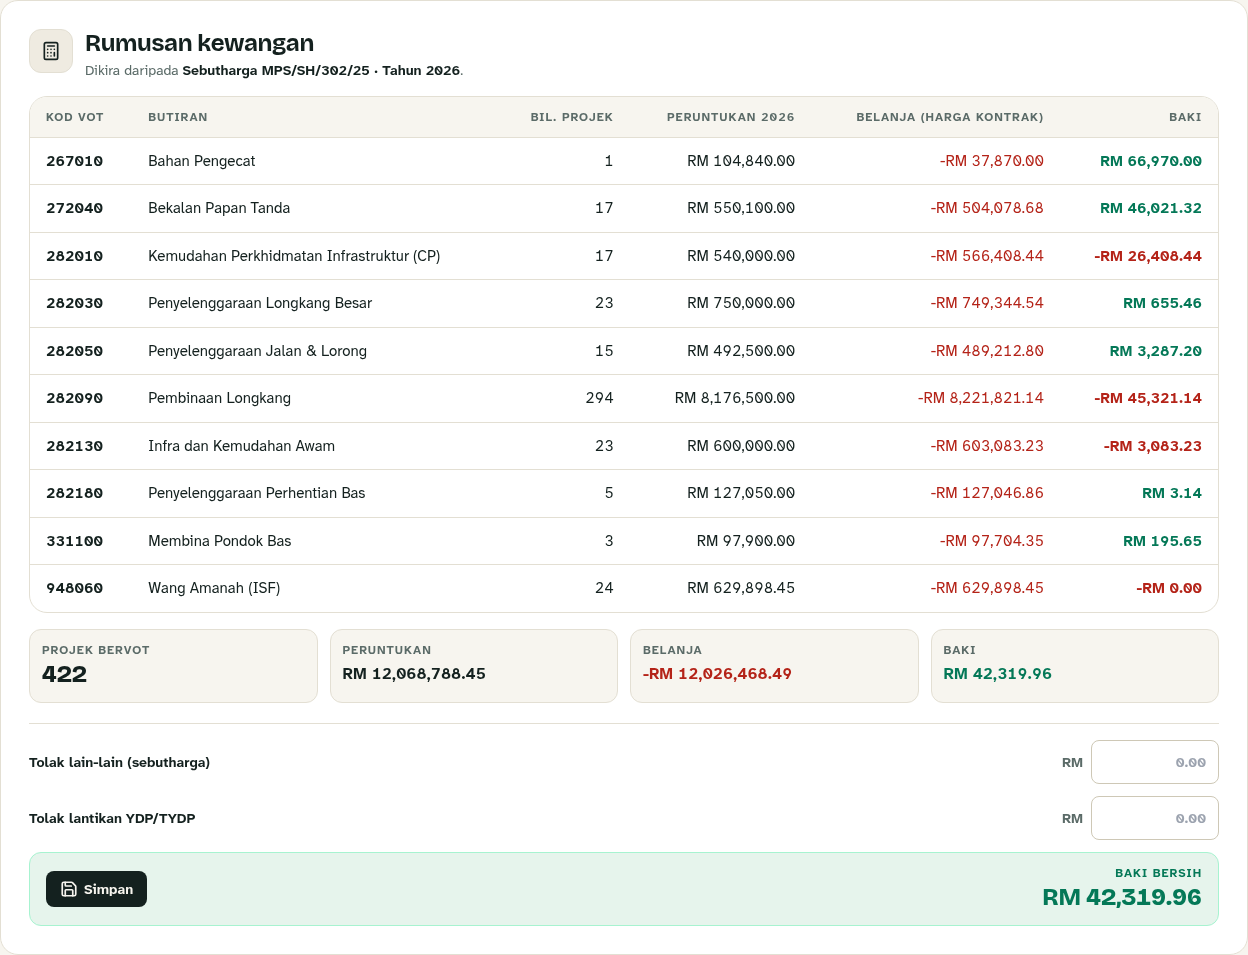 Rumusan kewangan
Dikira daripada Sebutharga MPS/SH/302/25 · Tahun 2026.
KOD VOT BUTIRAN BIL. PROJEK PERUNTUKAN 2026 BELANJA (HARGA KONTRAK) BAKI
267010 Bahan Pengecat 1 RM 104,840.00 -RM 37,870.00 RM 66,970.00
272040 Bekalan Papan Tanda 17 RM 550,100.00 -RM 504,078.68 RM 46,021.32
282010 Kemudahan Perkhidmatan Infrastruktur (CP) 17 RM 540,000.00 -RM 566,408.44 -RM 26,408.44
282030 Penyelenggaraan Longkang Besar 23 RM 750,000.00 -RM 749,344.54 RM 655.46
282050 Penyelenggaraan Jalan & Lorong 15 RM 492,500.00 -RM 489,212.80 RM 3,287.20
282090 Pembinaan Longkang 294 RM 8,176,500.00 -RM 8,221,821.14 -RM 45,321.14
282130 Infra dan Kemudahan Awam 23 RM 600,000.00 -RM 603,083.23 -RM 3,083.23
282180 Penyelenggaraan Perhentian Bas 5 RM 127,050.00 -RM 127,046.86 RM 3.14
331100 Membina Pondok Bas 3 RM 97,900.00 -RM 97,704.35 RM 195.65
948060 Wang Amanah (ISF) 24 RM 629,898.45 -RM 629,898.45 -RM 0.00
PROJEK BERVOT PERUNTUKAN BELANJA BAKI
422 RM 12,068,788.45 -RM 12,026,468.49 RM 42,319.96
Tolak lain-lain (sebutharga) RM 0.00
Tolak lantikan YDP/TYDP RM 0.00
BAKI BERSIH
Simpan RM 42,319.96